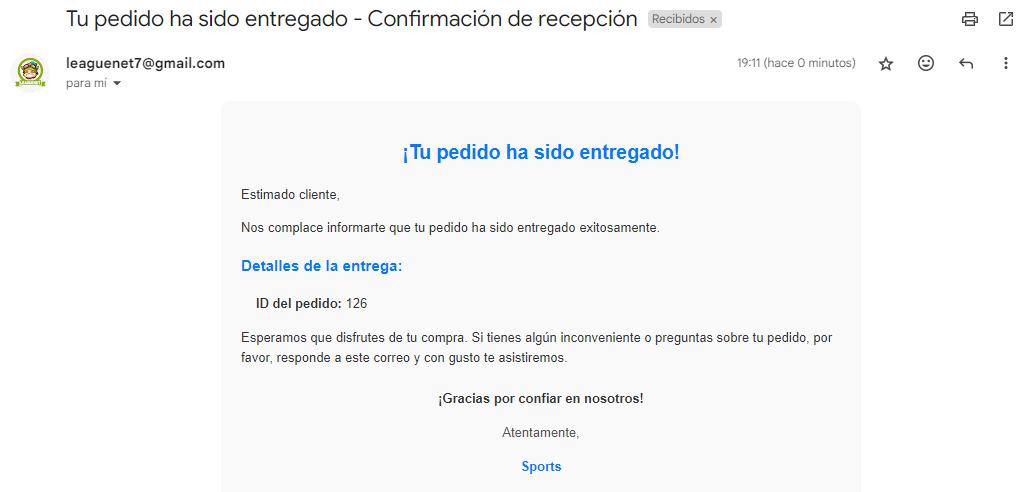 Tu pedido ha sido entregado - Confirmación de recepción Recibidos ×
leaguenet7@gmail.com 19:11 (hace 0 minutos)
para mí
LEAGUENET
¡Tu pedido ha sido entregado!
Estimado cliente,
Nos complace informarte que tu pedido ha sido entregado exitosamente.
Detalles de la entrega:
ID del pedido: 126
Esperamos que disfrutes de tu compra. Si tienes algún inconveniente o preguntas sobre tu pedido, por
favor, responde a este correo y con gusto te asistiremos.
¡Gracias por confiar en nosotros!
Atentamente,
Sports